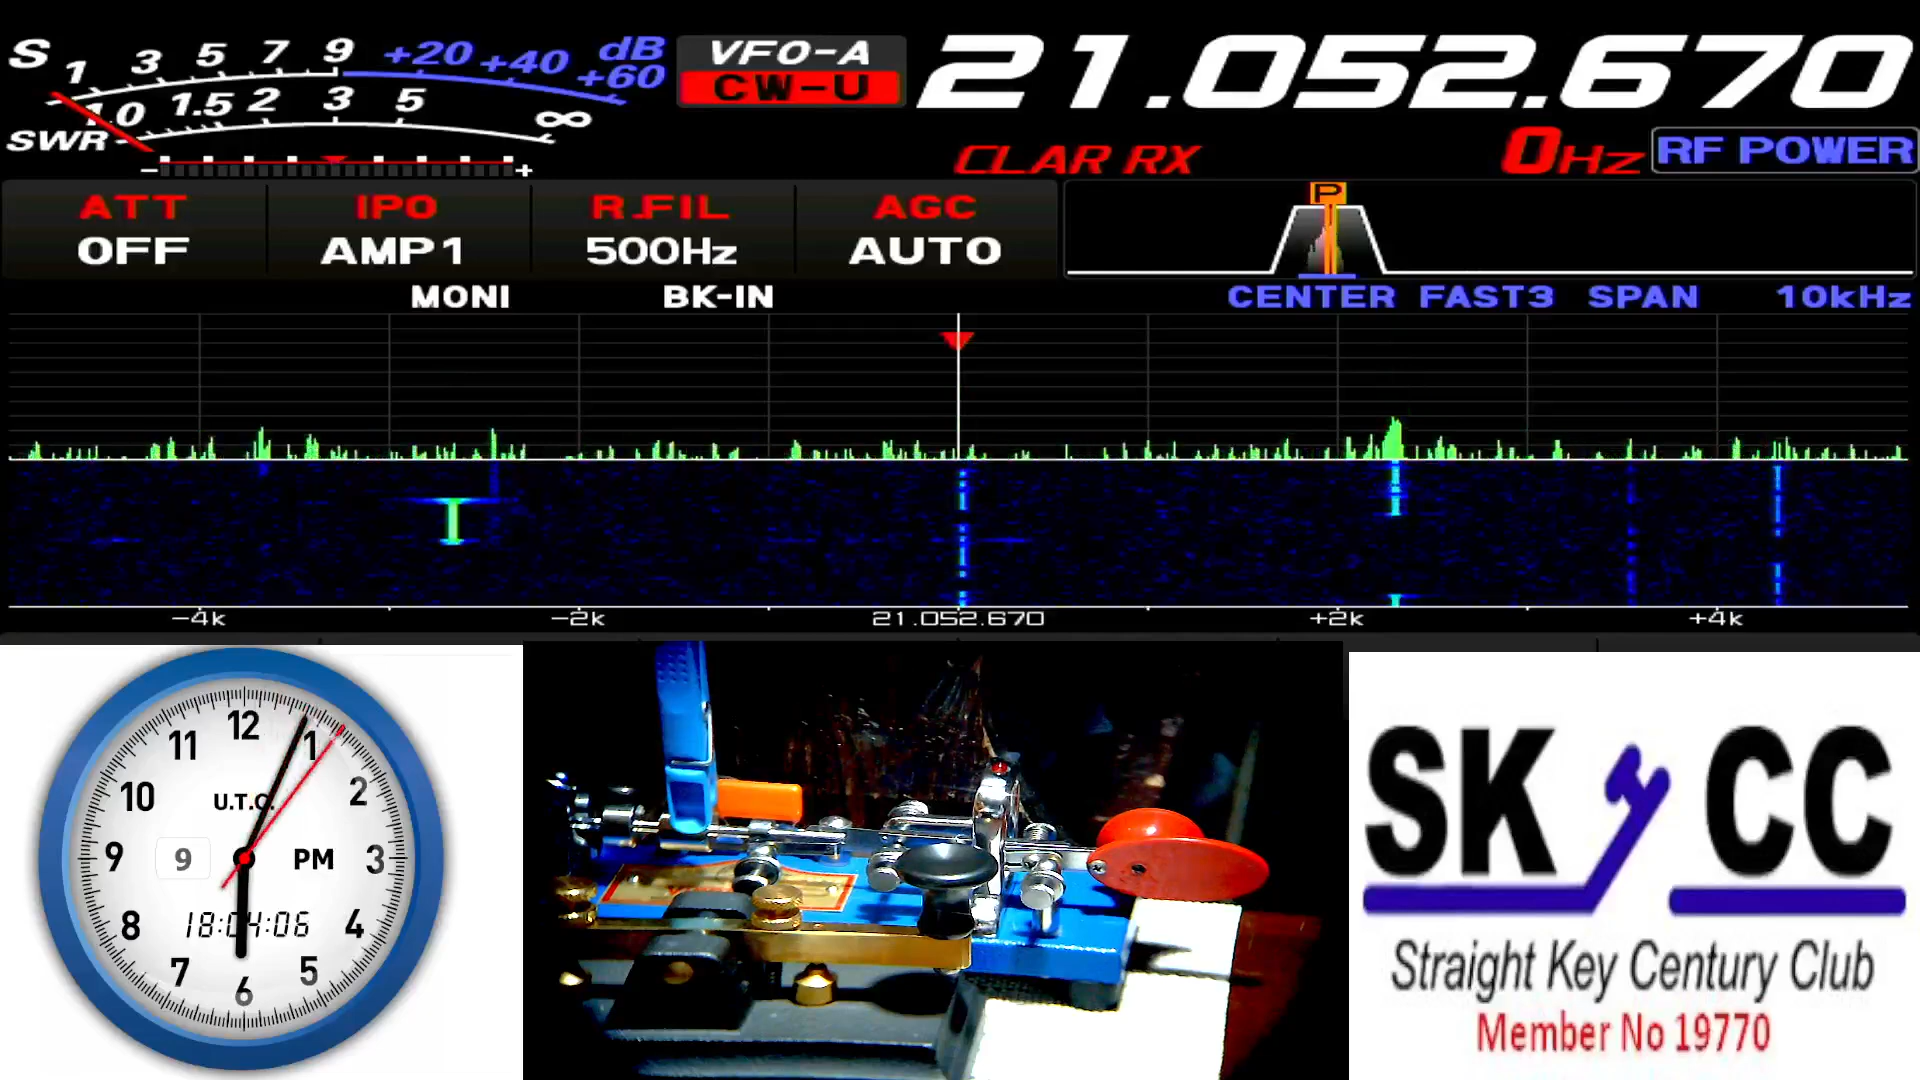 S 1 3 5 7 9 +20 +40 +60 dB
SWR 1.0 1.5 2 3 5 ∞
− +
VFO-A
CW-U
21.052.670
CLAR RX 0Hz RF POWER
ATT IPO R.FIL AGC P
OFF AMP1 500Hz AUTO
MONI BK-IN CENTER FAST3 SPAN 10kHz
-4k -2k 21.052.670 +2k +4k
12 1 2 3 4 5 6 7 8 9 10 11
U.T.C.
9 PM
18:04:06
SK CC
Straight Key Century Club
Member No 19770